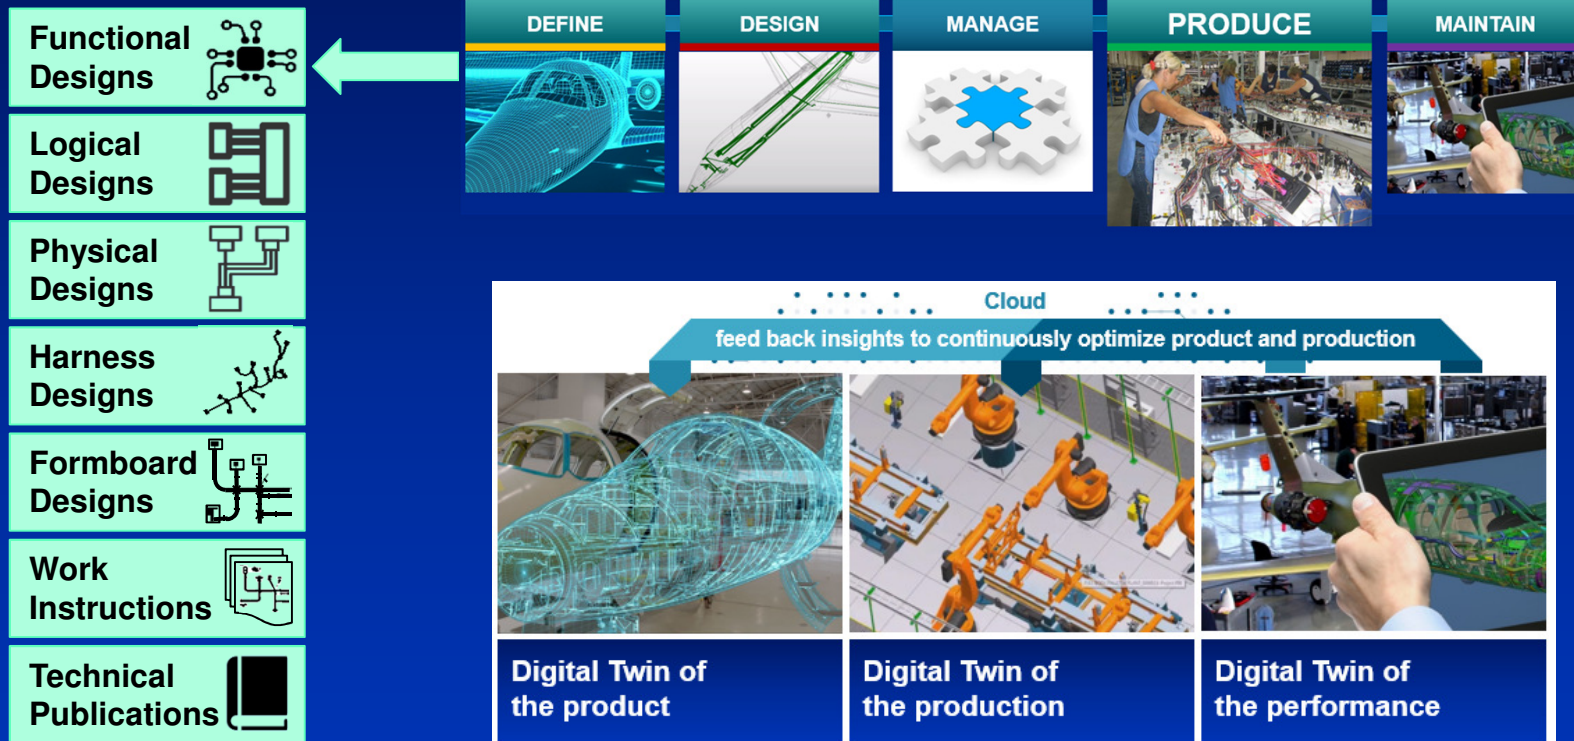 Functional
Designs
Logical
Designs
Physical
Designs
Harness
Designs
Formboard
Designs
Work
Instructions
Technical
Publications
DEFINE
DESIGN
MANAGE
PRODUCE
MAINTAIN
Cloud
feed back insights to continuously optimize product and production
Digital Twin of
the product
Digital Twin of
the production
Digital Twin of
the performance